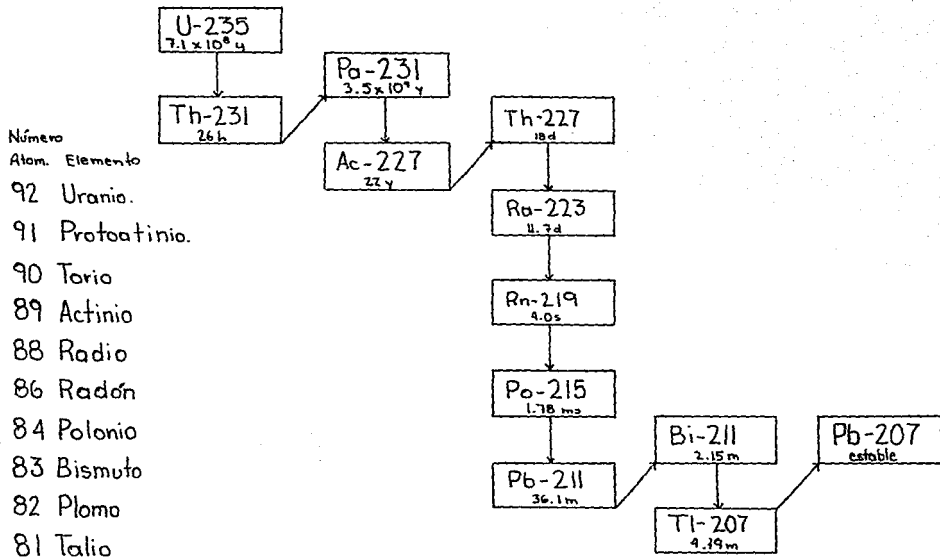 U-235
7.1 x 10⁸ y
Th-231
26 h
Pa-231
3.5 x 10⁴ y
Ac-227
22 y
Th-227
18d
Ra-223
11.7d
Rn-219
4.0s
Po-215
1.78 ms
Pb-211
36.1m
Bi-211
2.15m
Tl-207
4.79m
Pb-207
estable
Número
Atom. Elemento
92 Uranio.
91 Protoatinio.
90 Torio
89 Actinio
88 Radio
86 Radón
84 Polonio
83 Bismuto
82 Plomo
81 Talio